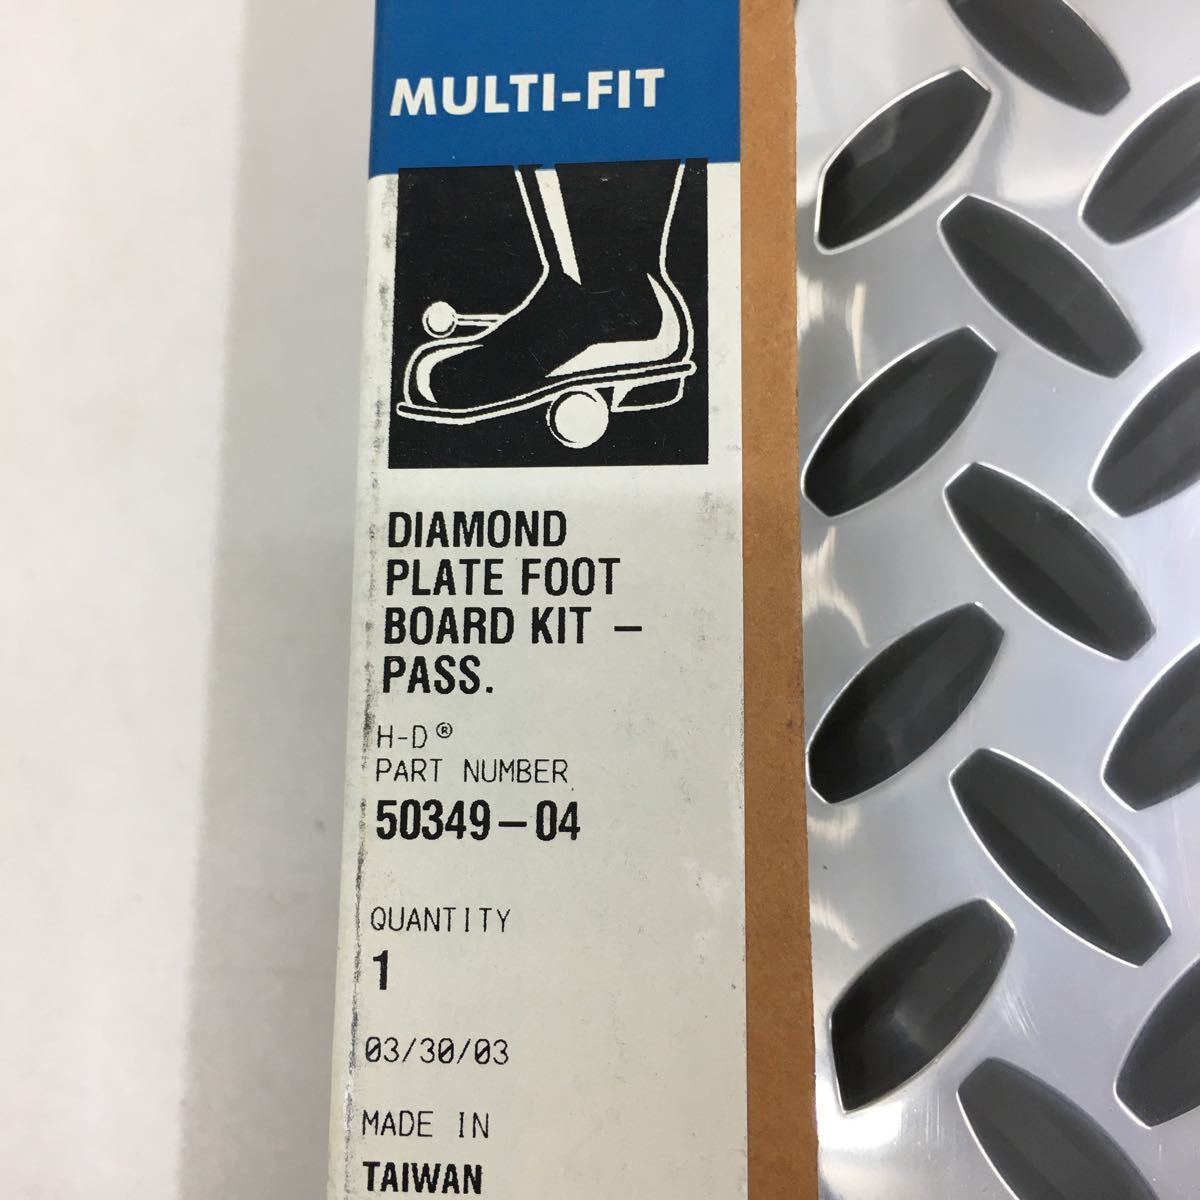 MULTI-FIT
DIAMOND
PLATE FOOT
BOARD KIT –
PASS.
H-D®
PART NUMBER
50349-04
QUANTITY
1
03/30/03
MADE IN
TAIWAN